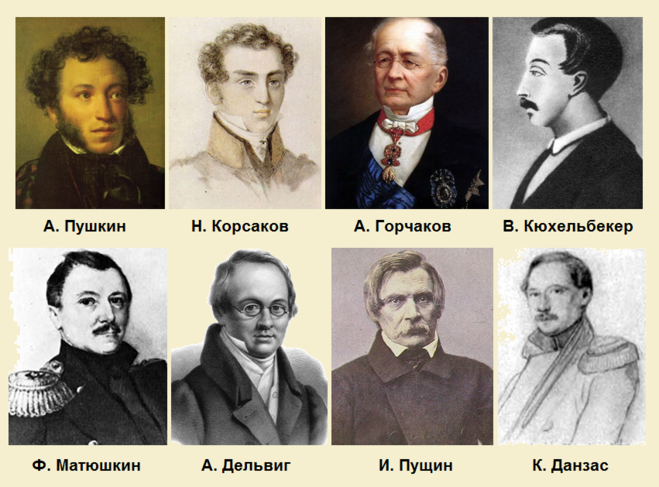 А. Пушкин
Н. Корсаков
А. Горчаков
В. Кюхельбекер
Ф. Матюшкин
А. Дельвиг
И. Пущин
К. Данзас